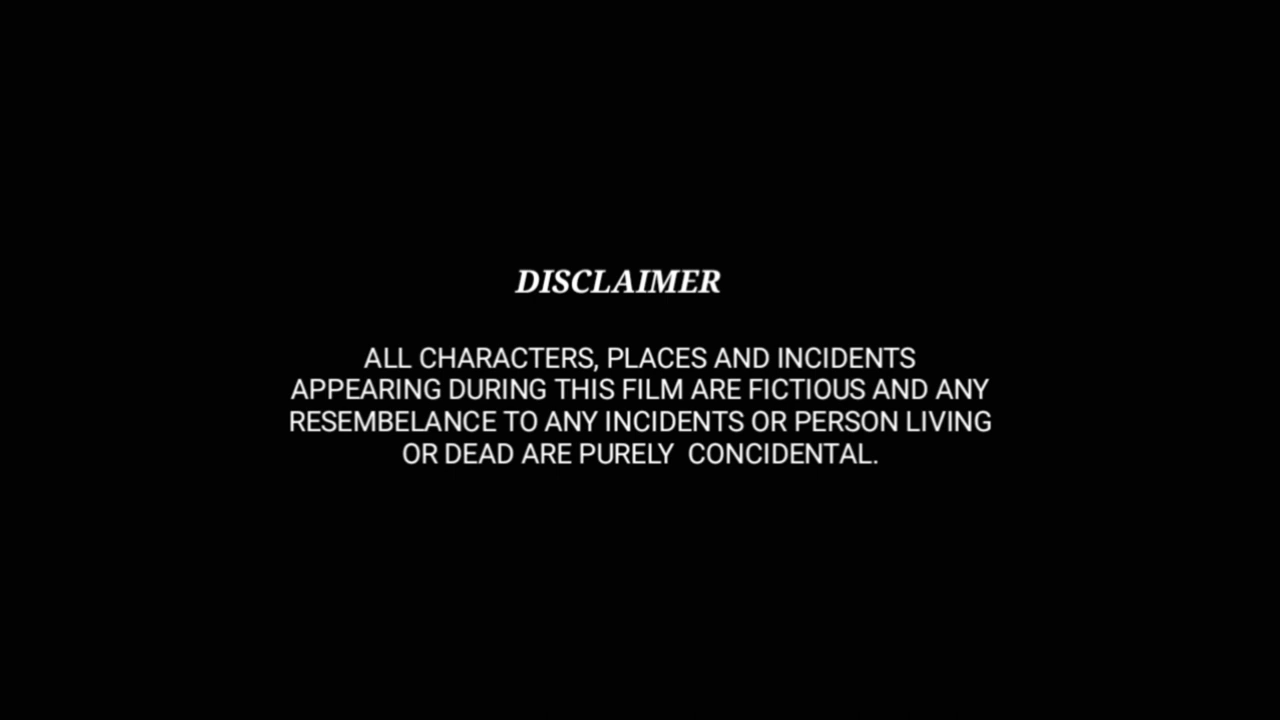 DISCLAIMER
ALL CHARACTERS, PLACES AND INCIDENTS
APPEARING DURING THIS FILM ARE FICTIOUS AND ANY
RESEMBELANCE TO ANY INCIDENTS OR PERSON LIVING
OR DEAD ARE PURELY  CONCIDENTAL.